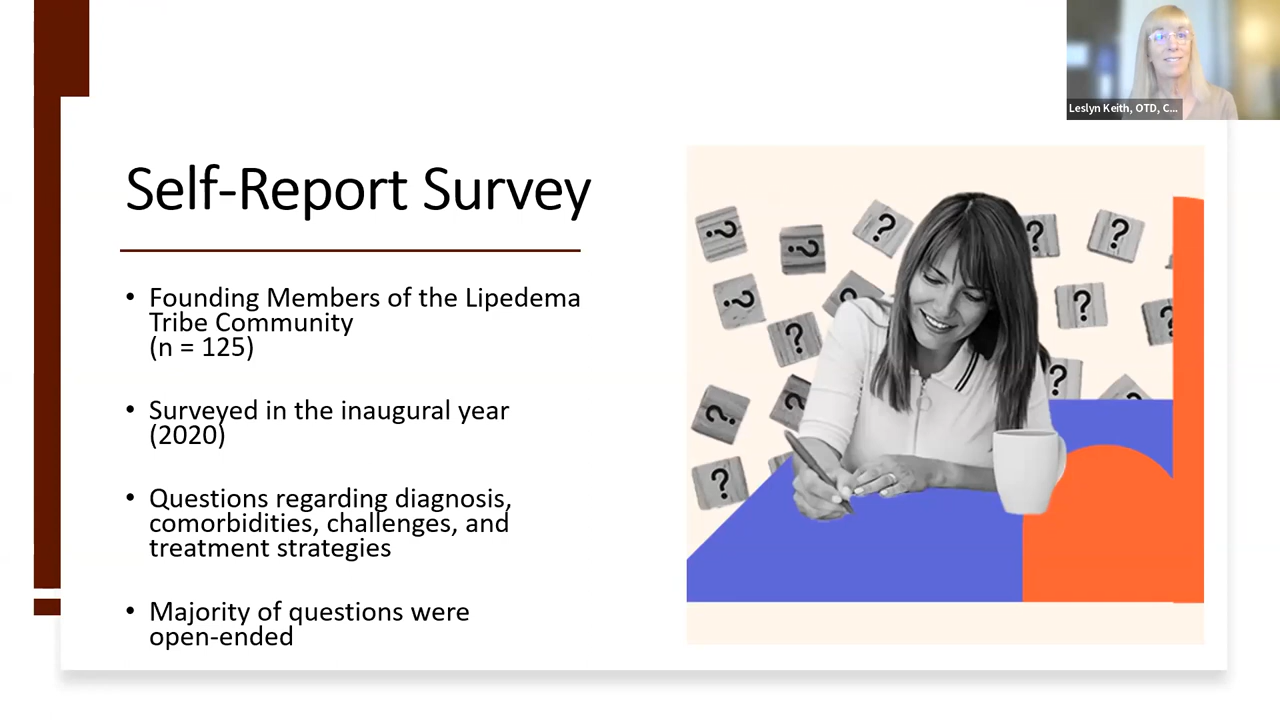 Leslyn Keith, OTD, C...
Self-Report Survey
• Founding Members of the Lipedema
Tribe Community
(n = 125)
• Surveyed in the inaugural year
(2020)
• Questions regarding diagnosis,
comorbidities, challenges, and
treatment strategies
• Majority of questions were
open-ended
? ? ? ? ? ? ? ? ? ? ? ? ? ? ?